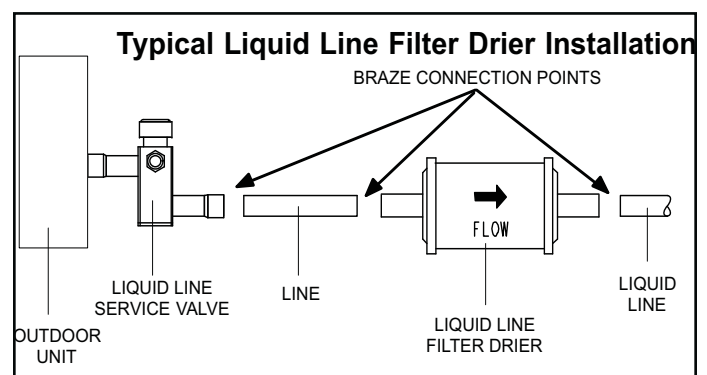 Typical Liquid Line Filter Drier Installation
BRAZE CONNECTION POINTS
FLOW
LIQUID LINE
SERVICE VALVE
LINE
LIQUID
LINE
LIQUID LINE
FILTER DRIER
OUTDOOR
UNIT